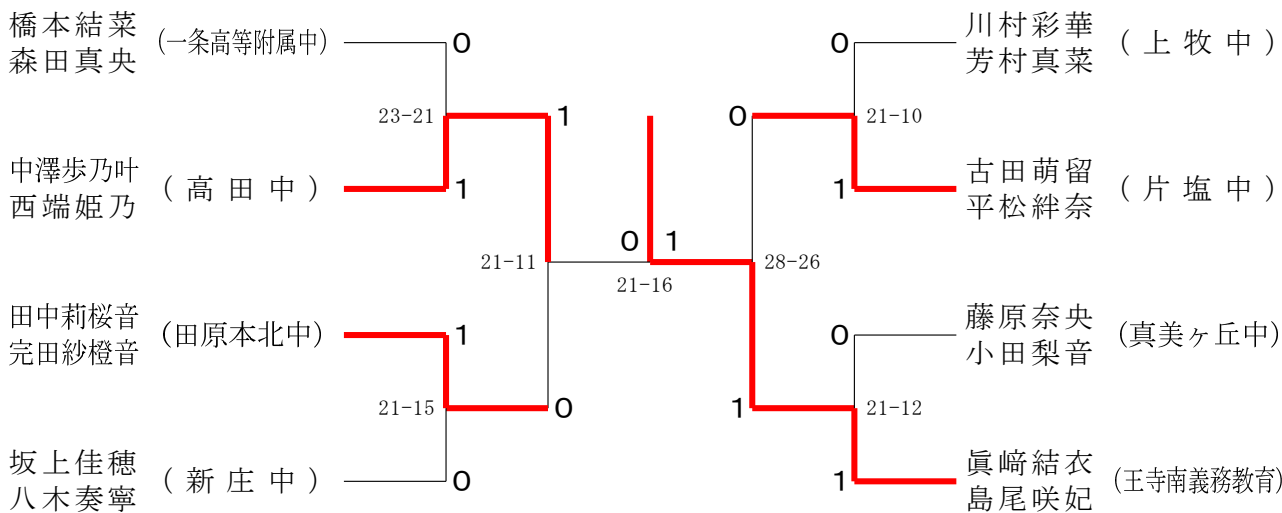 橋本結菜
森田真央
(一条高等附属中)
0
23-21
1
中澤歩乃叶
西端姫乃
(高田中)
1
21-11
田中莉桜音
完田紗橙音
(田原本北中)
1
21-15
0
坂上佳穂
八木奏寧
(新庄中)
0
0 1
21-16
川村彩華
芳村真菜
(上牧中)
0
0
21-10
古田萌留
平松絆奈
(片塩中)
1
28-26
藤原奈央
小田梨音
(真美ヶ丘中)
0
1
21-12
眞﨑結衣
島尾咲妃
(王寺南義務教育)
1